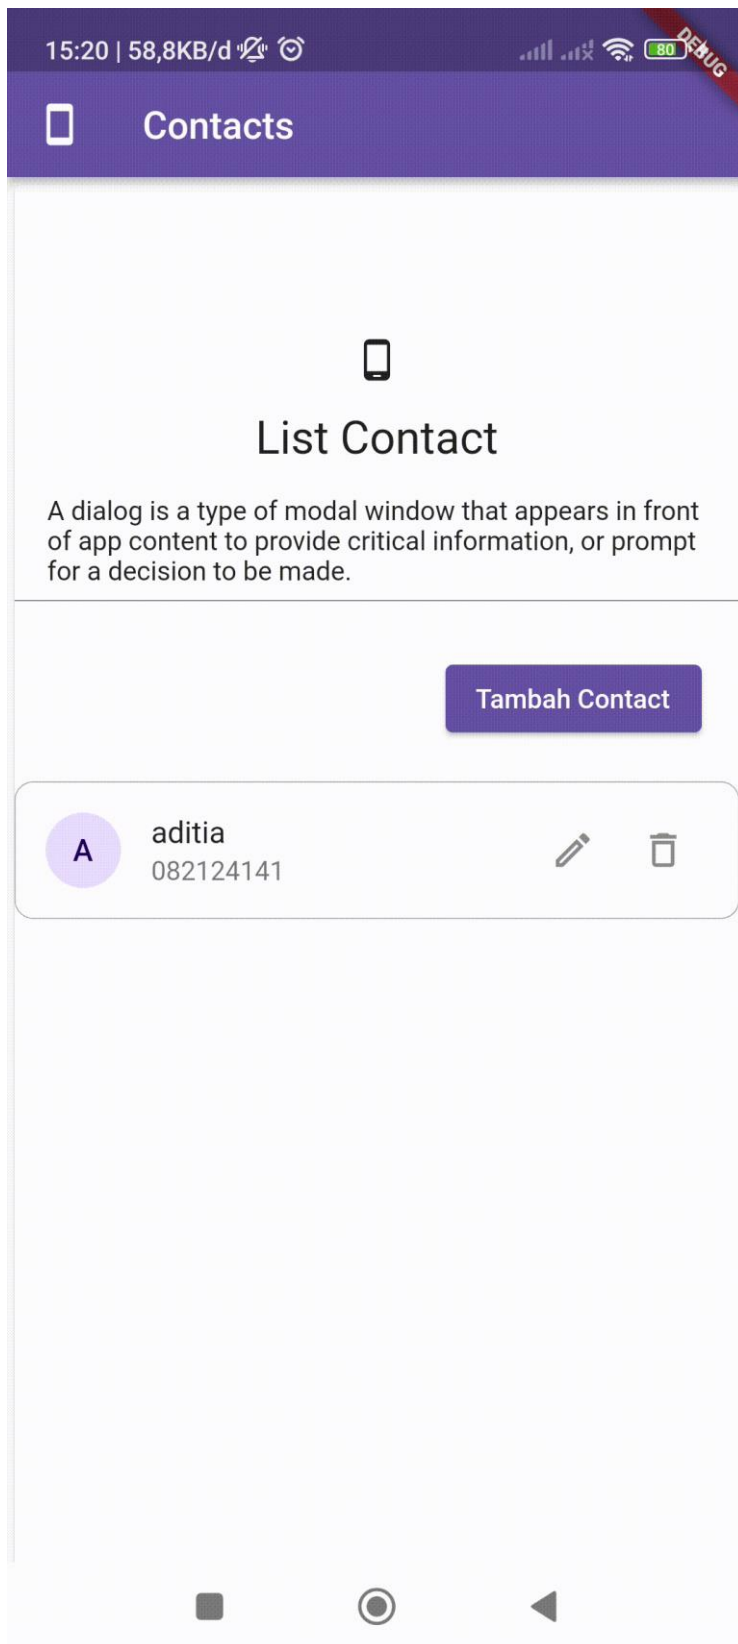 15:20 | 58,8KB/d
80
DEBUG
Contacts
List Contact
A dialog is a type of modal window that appears in front
of app content to provide critical information, or prompt
for a decision to be made.
Tambah Contact
A
aditia
082124141